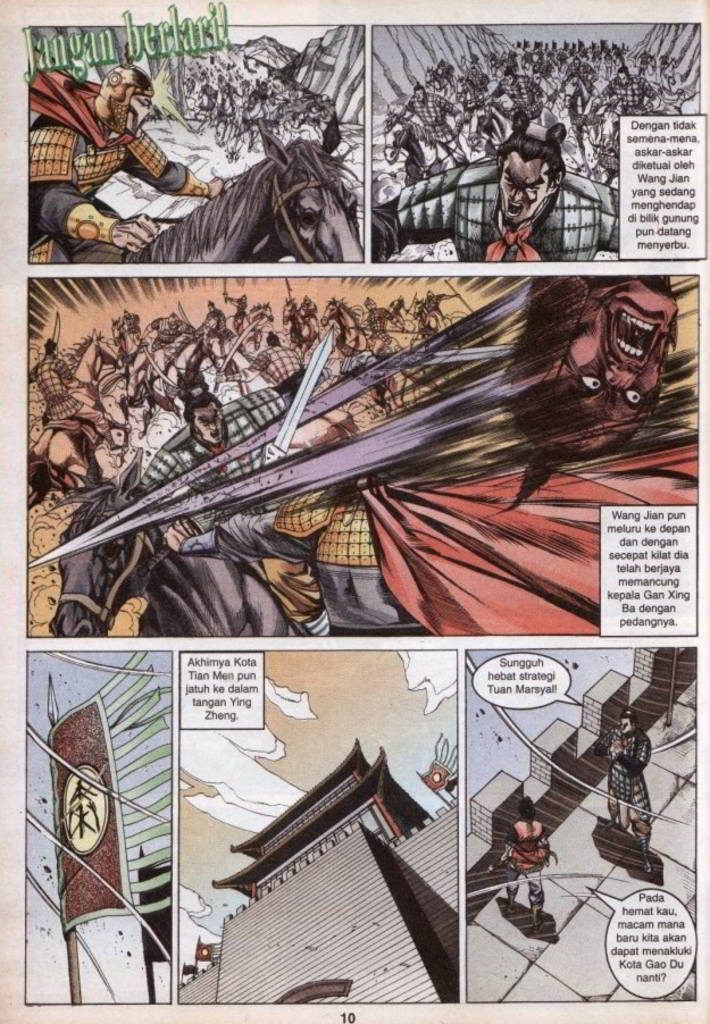 Jangan berlari!
Dengan tidak
semena-mena,
askar-askar
diketuai oleh
Wang Jian
yang sedang
menghendap
di bilik gunung
pun datang
menyerbu.
Wang Jian pun
meluru ke depan
dan dengan
secepat kilat dia
telah berjaya
memancung
kepala Gan Xing
Ba dengan
pedangnya.
Akhirnya Kota
Tian Men pun
jatuh ke dalam
tangan Ying
Zheng.
Sungguh
hebat strategi
Tuan Marsyal!
Pada
hemat kau,
macam mana
baru kita akan
dapat menakluki
Kota Gao Du
nanti?
10